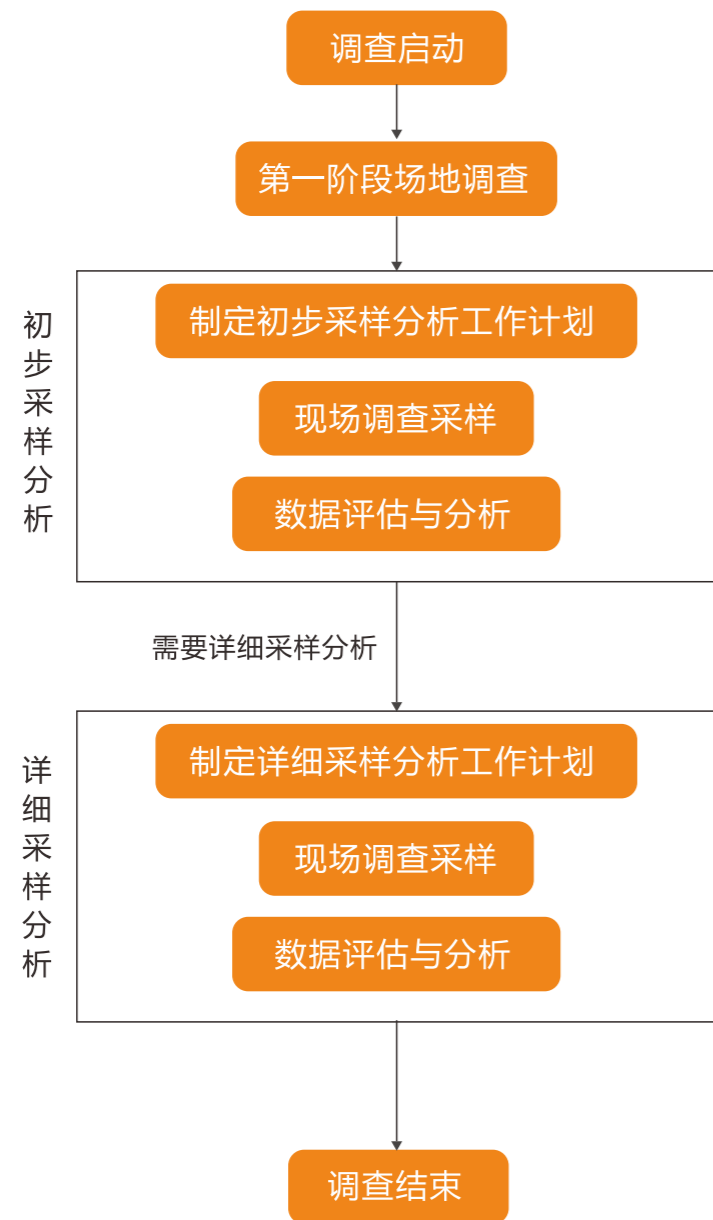 调查启动
第一阶段场地调查
初步采样分析
制定初步采样分析工作计划
现场调查采样
数据评估与分析
需要详细采样分析
详细采样分析
制定详细采样分析工作计划
现场调查采样
数据评估与分析
调查结束